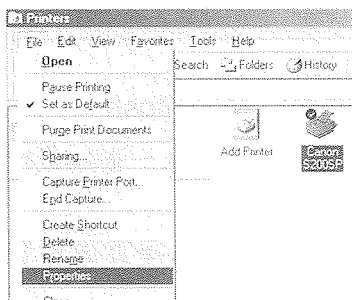 Printers
File Edit View Favorites Tools Help
Open
Search Folders History
Pause Printing
Set as Default
Purge Print Documents
Add Printer
Canon
S200SP
Sharing...
Capture Printer Port...
End Capture...
Create Shortcut
Delete
Rename
Properties
Close